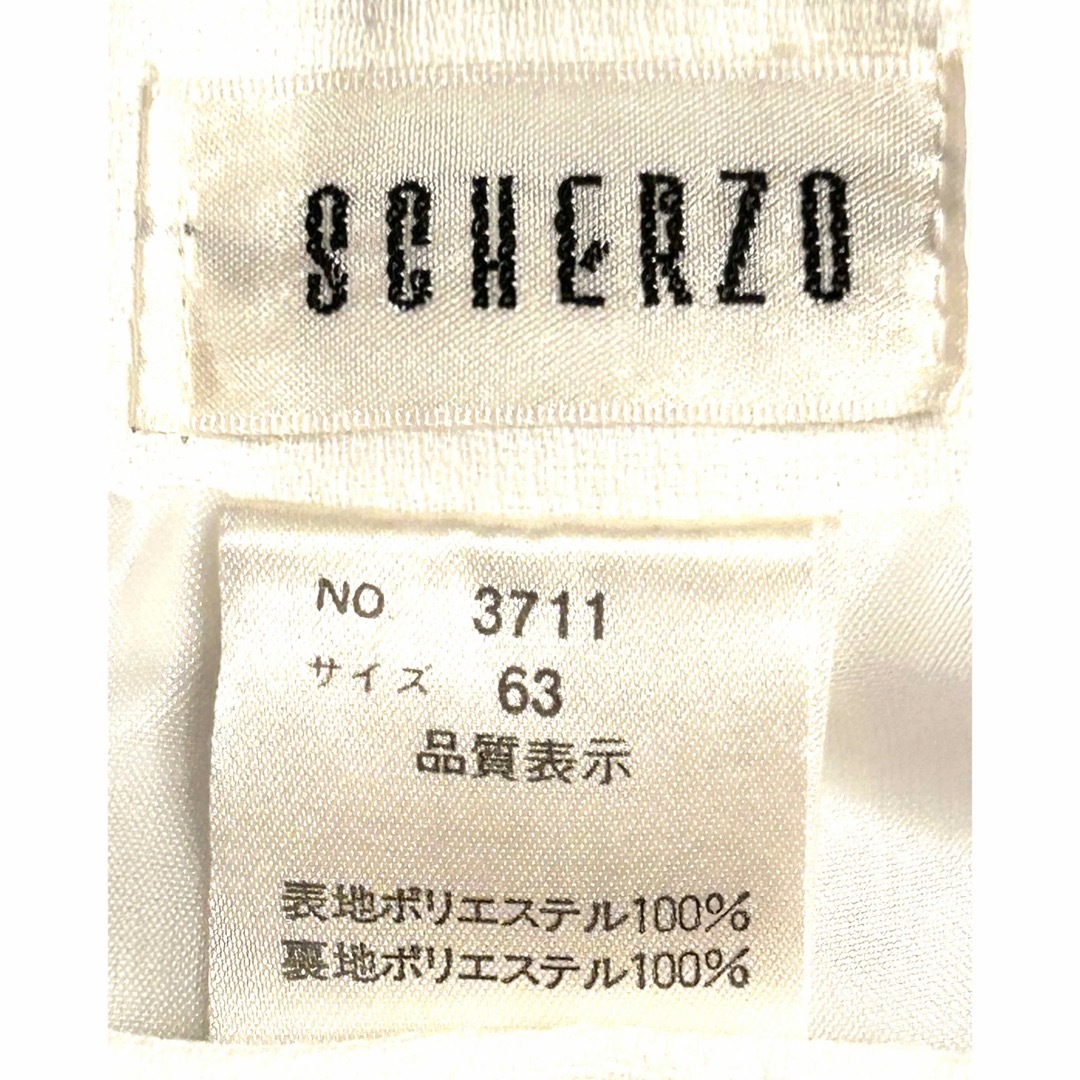 SCHERZO
NO 3711
サイズ 63
品質表示
表地ポリエステル100%
裏地ポリエステル100%